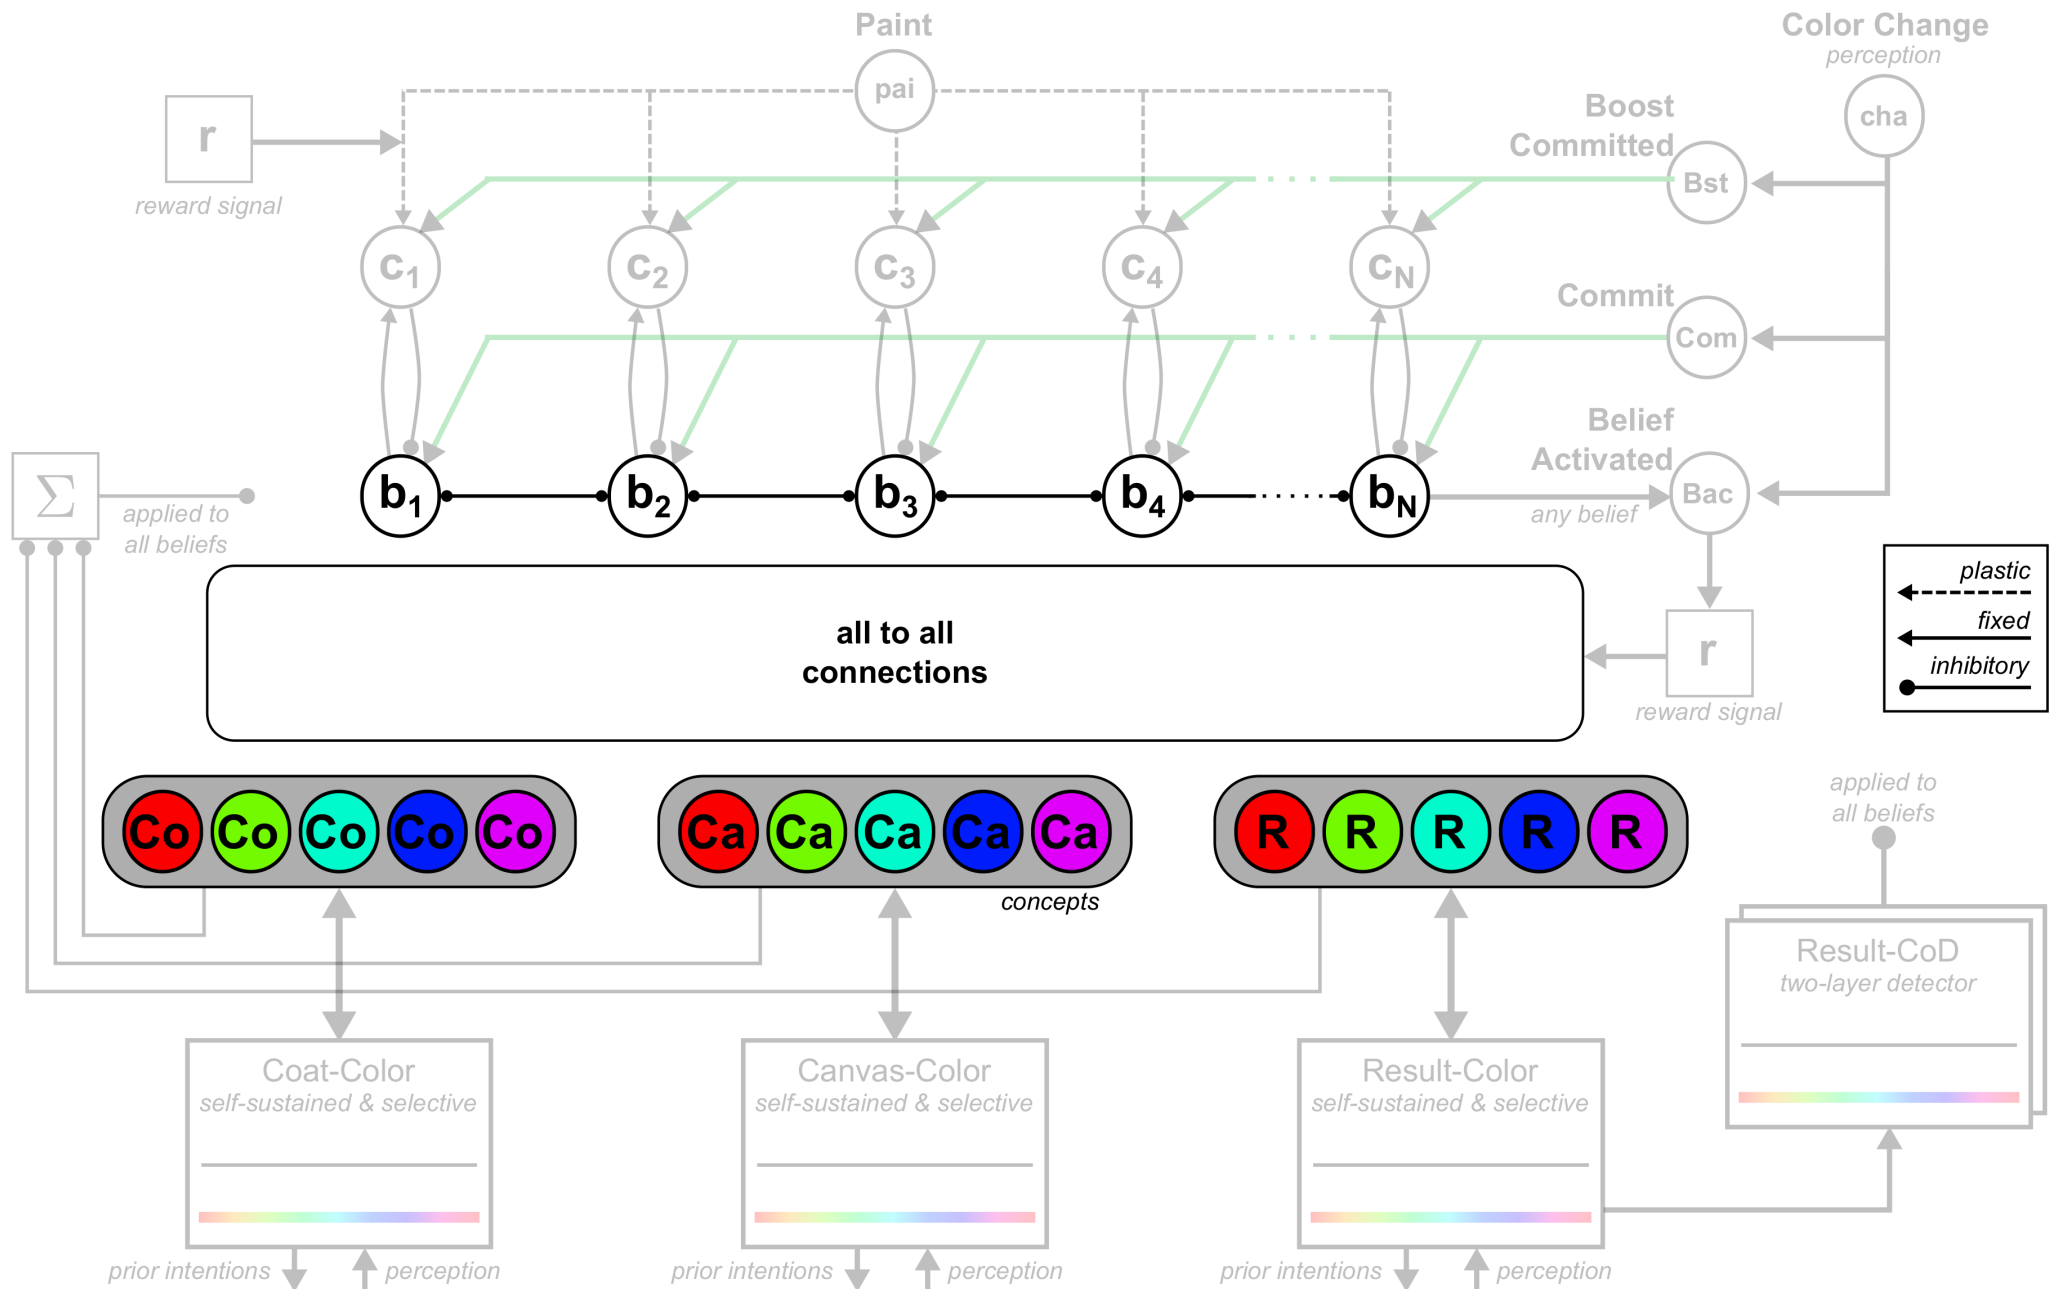 Paint
Color Change
perception
pai
cha
r
reward signal
Boost
Committed
Bst
c1
c2
c3
c4
cN
Commit
Com
Belief
Activated
Bac
Σ
applied to
all beliefs
b1
b2
b3
b4
bN
any belief
all to all
connections
r
reward signal
plastic
fixed
inhibitory
Co Co Co Co Co
Ca Ca Ca Ca Ca
R R R R R
concepts
applied to
all beliefs
Result-CoD
two-layer detector
Coat-Color
self-sustained & selective
Canvas-Color
self-sustained & selective
Result-Color
self-sustained & selective
prior intentions
perception
prior intentions
perception
prior intentions
perception